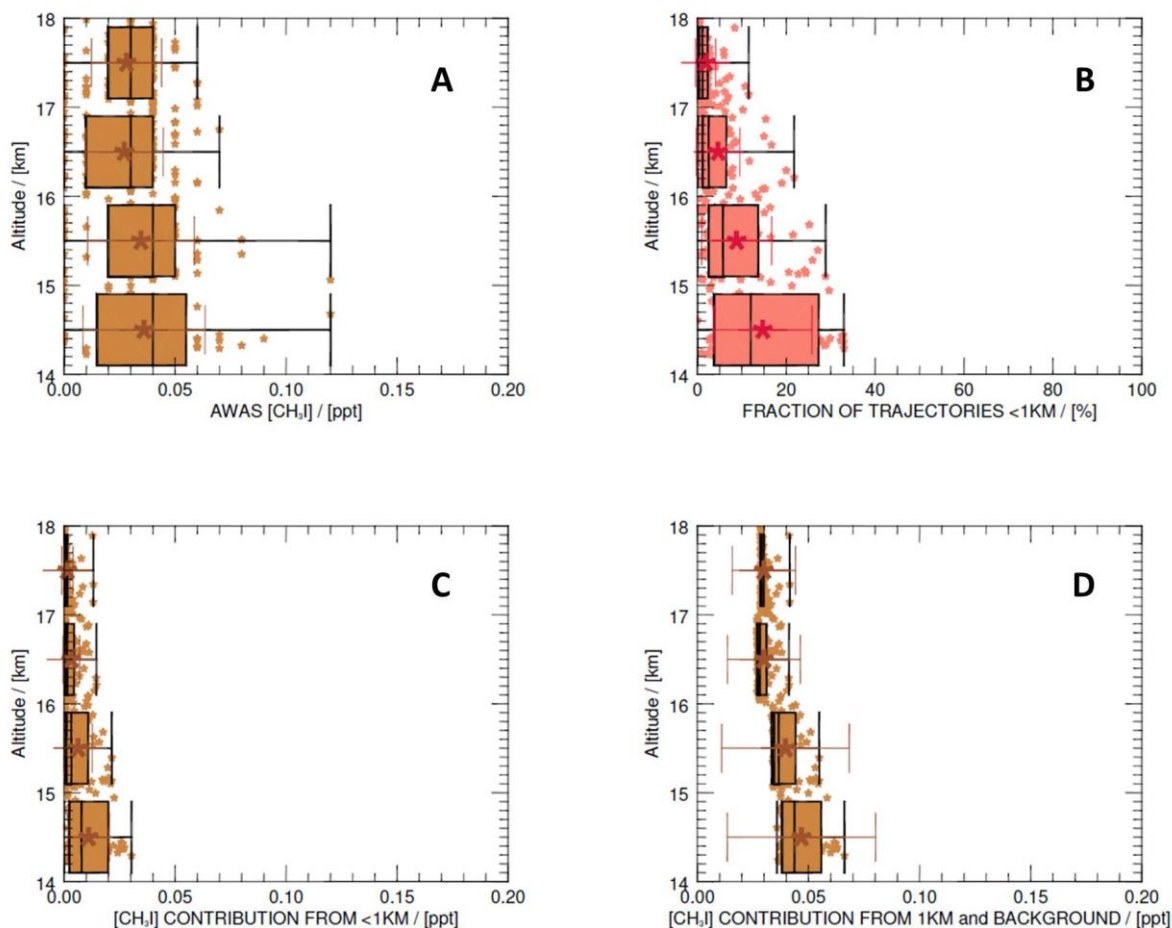 A
Altitude / [km]
18
17
16
15
14
0.00 0.05 0.10 0.15 0.20
AWAS [CH₃I] / [ppt]
B
Altitude / [km]
18
17
16
15
14
0 20 40 60 80 100
FRACTION OF TRAJECTORIES <1KM / [%]
C
Altitude / [km]
18
17
16
15
14
0.00 0.05 0.10 0.15 0.20
[CH₃I] CONTRIBUTION FROM <1KM / [ppt]
D
Altitude / [km]
18
17
16
15
14
0.00 0.05 0.10 0.15 0.20
[CH₃I] CONTRIBUTION FROM 1KM and BACKGROUND / [ppt]